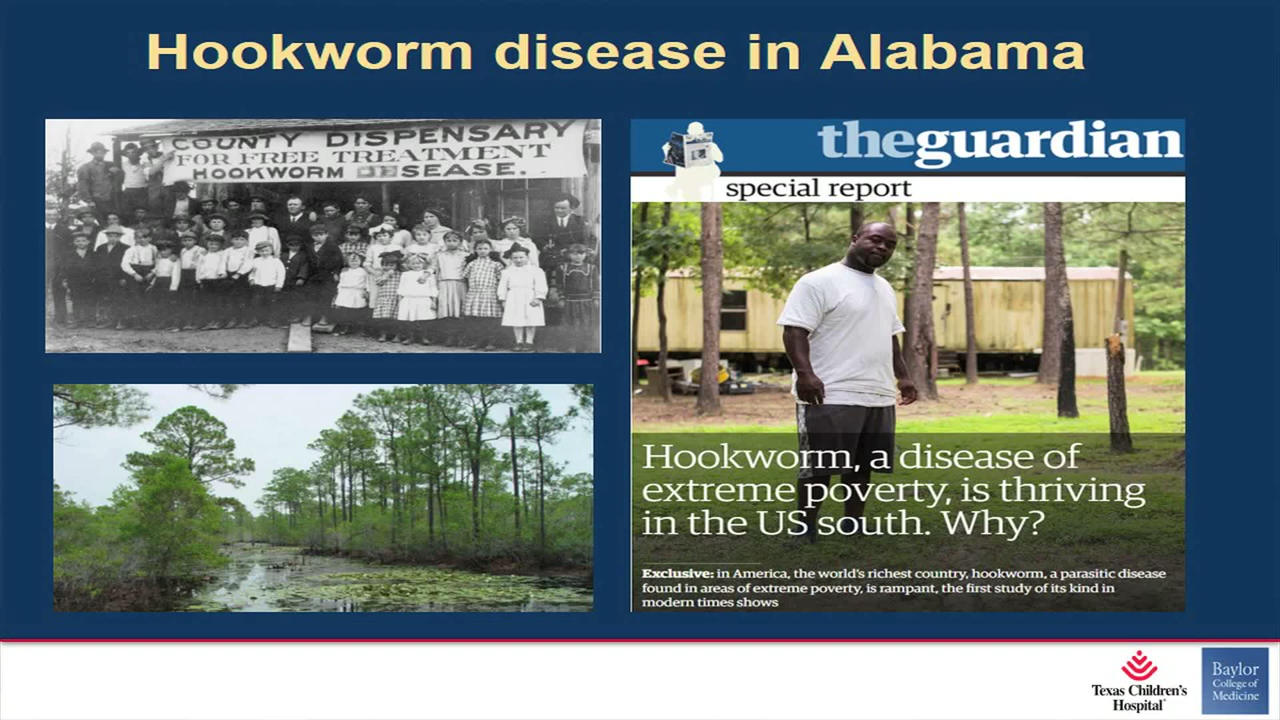 Hookworm disease in Alabama
COUNTY DISPENSARY
FOR FREE TREATMENT
HOOKWORM DISEASE.
theguardian
special report
Hookworm, a disease of
extreme poverty, is thriving
in the US south. Why?
Exclusive: in America, the world's richest country, hookworm, a parasitic disease
found in areas of extreme poverty, is rampant, the first study of its kind in
modern times shows
Texas Children's
Hospital
Baylor
College of
Medicine